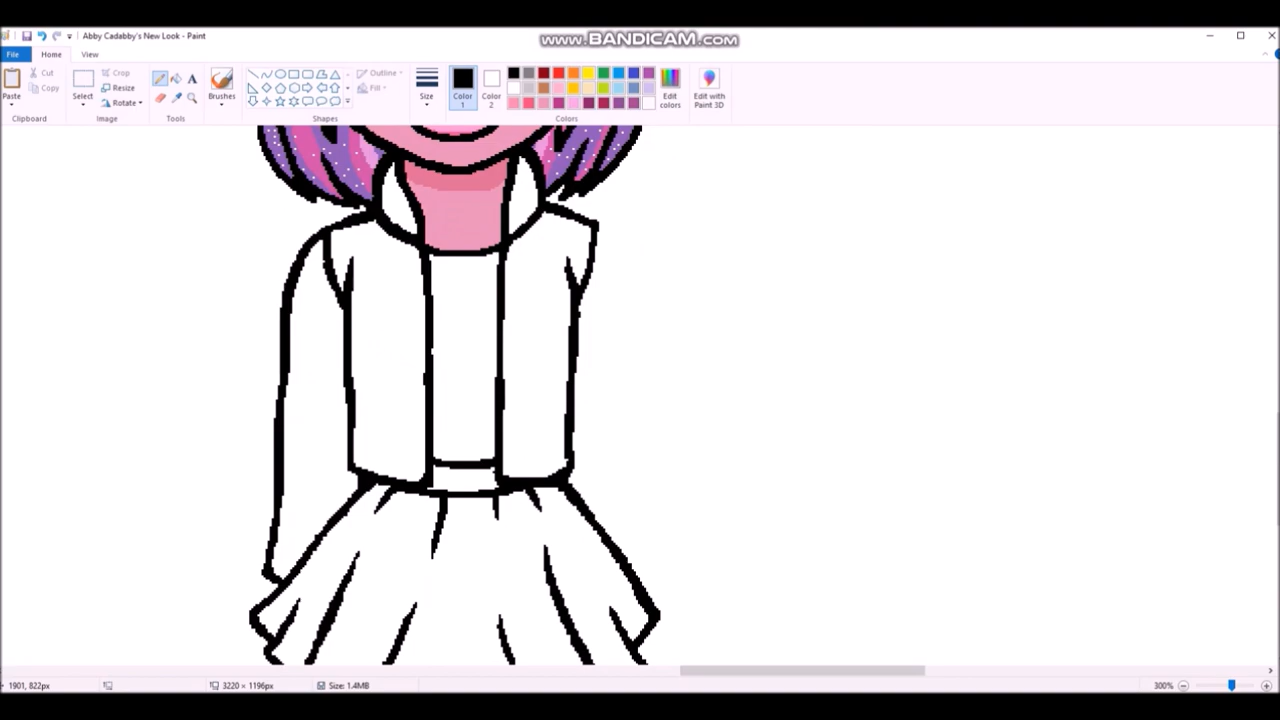 www.BANDICAM.com
Abby Cadabby's New Look - Paint
File Home View
Paste
Cut
Copy
Clipboard
Select
Crop
Resize
Rotate
Image
A
Tools
Brushes
Outline
Fill
Shapes
Size
Color 1
Color 2
Colors
Edit colors
Edit with Paint 3D
1901, 822px
3220 × 1196px
Size: 1.4MB
300%